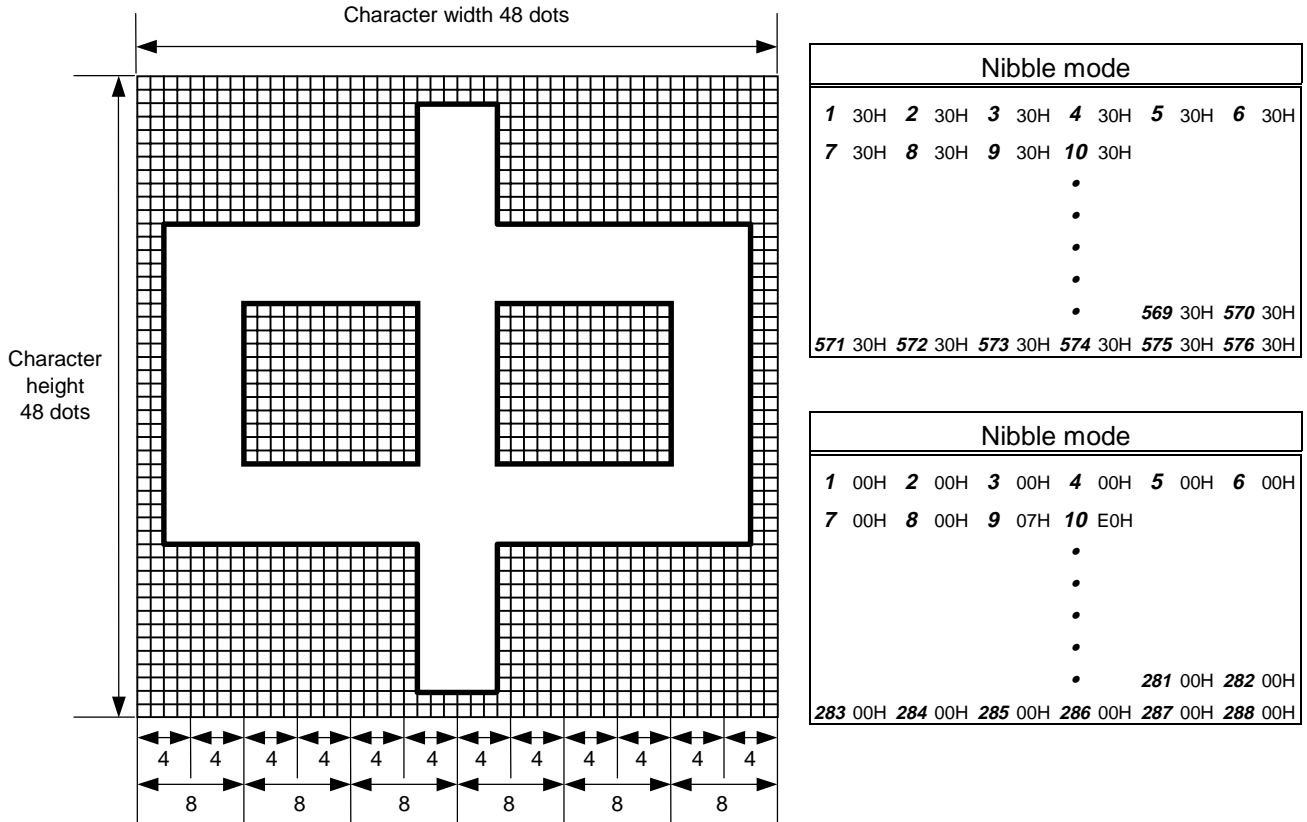 Character width 48 dots
Character
height
48 dots
4 4 4 4 4 4 4 4 4 4 4 4
8 8 8 8 8 8
Nibble mode
1 30H 2 30H 3 30H 4 30H 5 30H 6 30H
7 30H 8 30H 9 30H 10 30H
569 30H 570 30H
571 30H 572 30H 573 30H 574 30H 575 30H 576 30H
Nibble mode
1 00H 2 00H 3 00H 4 00H 5 00H 6 00H
7 00H 8 00H 9 07H 10 E0H
281 00H 282 00H
283 00H 284 00H 285 00H 286 00H 287 00H 288 00H